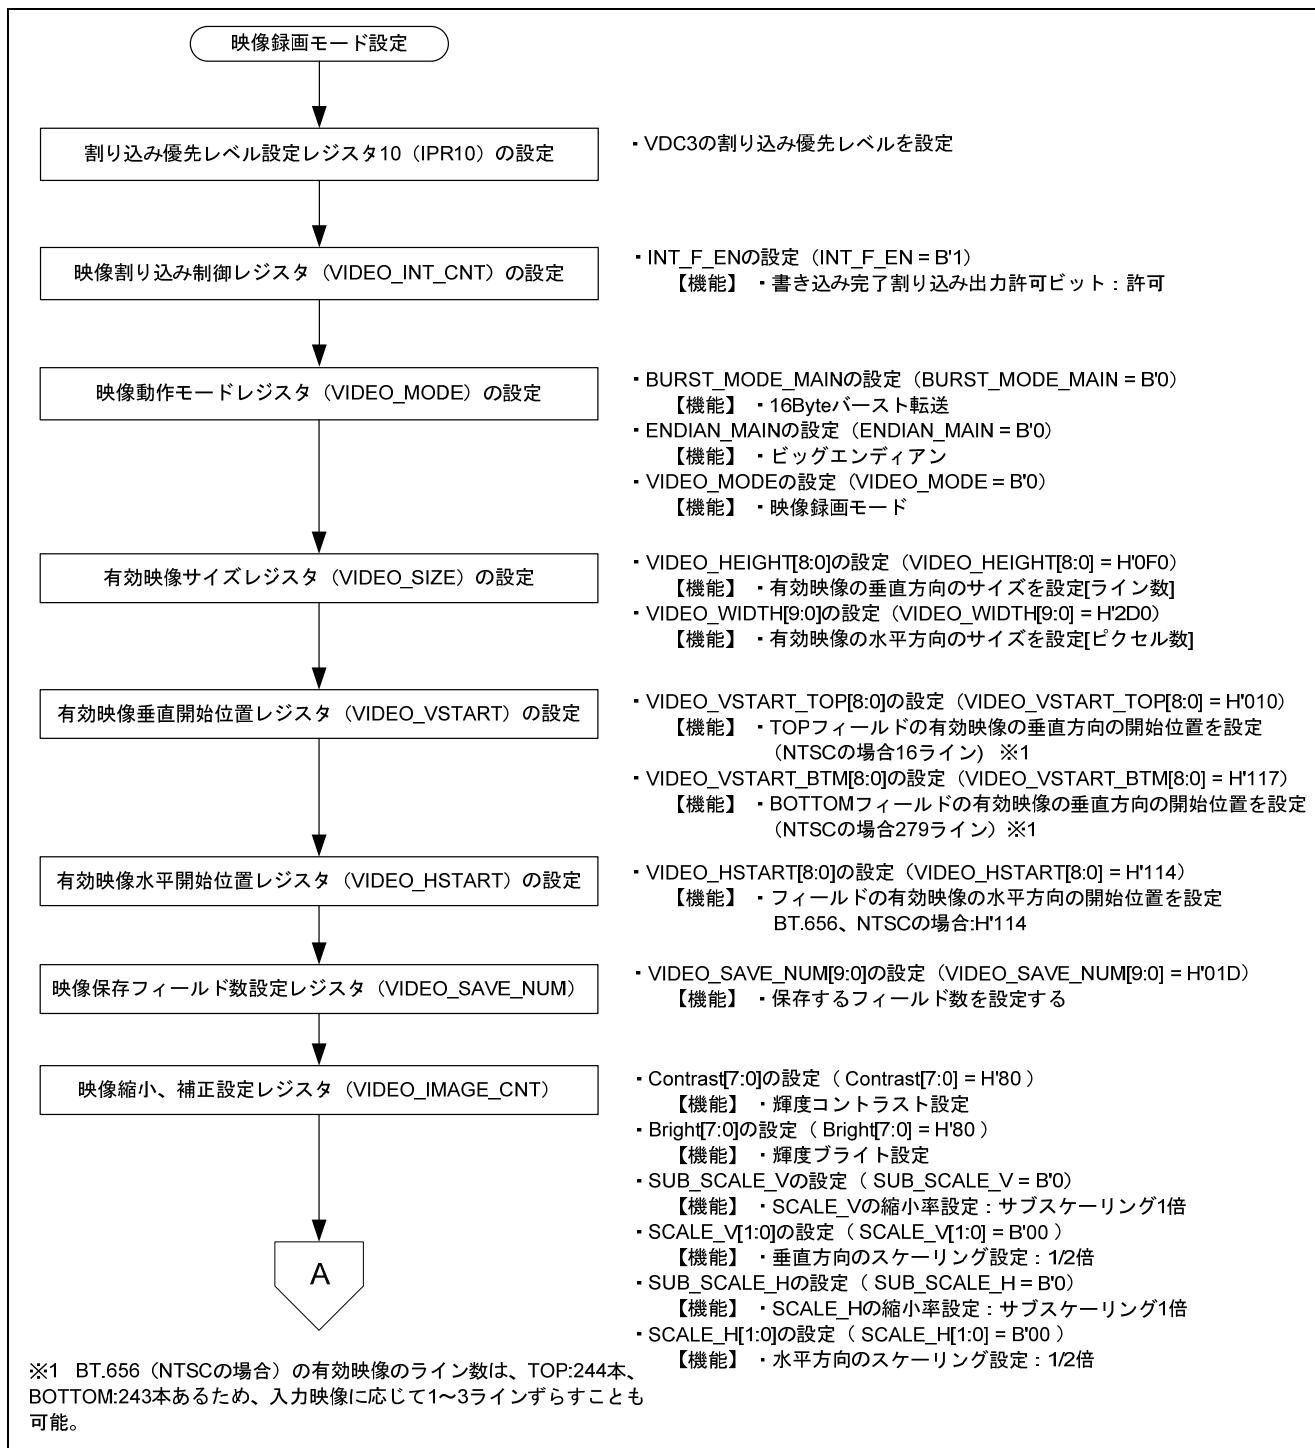 映像録画モード設定
割り込み優先レベル設定レジスタ10（IPR10）の設定
・VDC3の割り込み優先レベルを設定
映像割り込み制御レジスタ（VIDEO_INT_CNT）の設定
・INT_F_ENの設定（INT_F_EN = B'1）
【機能】 ・書き込み完了割り込み出力許可ビット：許可
映像動作モードレジスタ（VIDEO_MODE）の設定
・BURST_MODE_MAINの設定（BURST_MODE_MAIN = B'0）
【機能】 ・16Byteバースト転送
・ENDIAN_MAINの設定（ENDIAN_MAIN = B'0）
【機能】 ・ビッグエンディアン
・VIDEO_MODEの設定（VIDEO_MODE = B'0）
【機能】 ・映像録画モード
有効映像サイズレジスタ（VIDEO_SIZE）の設定
・VIDEO_HEIGHT[8:0]の設定（VIDEO_HEIGHT[8:0] = H'0F0）
【機能】 ・有効映像の垂直方向のサイズを設定[ライン数]
・VIDEO_WIDTH[9:0]の設定（VIDEO_WIDTH[9:0] = H'2D0）
【機能】 ・有効映像の水平方向のサイズを設定[ピクセル数]
有効映像垂直開始位置レジスタ（VIDEO_VSTART）の設定
・VIDEO_VSTART_TOP[8:0]の設定（VIDEO_VSTART_TOP[8:0] = H'010）
【機能】 ・TOPフィールドの有効映像の垂直方向の開始位置を設定
（NTSCの場合16ライン） ※1
・VIDEO_VSTART_BTM[8:0]の設定（VIDEO_VSTART_BTM[8:0] = H'117）
【機能】 ・BOTTOMフィールドの有効映像の垂直方向の開始位置を設定
（NTSCの場合279ライン）※1
有効映像水平開始位置レジスタ（VIDEO_HSTART）の設定
・VIDEO_HSTART[8:0]の設定（VIDEO_HSTART[8:0] = H'114）
【機能】 ・フィールドの有効映像の水平方向の開始位置を設定
BT.656、NTSCの場合:H'114
映像保存フィールド数設定レジスタ（VIDEO_SAVE_NUM）
・VIDEO_SAVE_NUM[9:0]の設定（VIDEO_SAVE_NUM[9:0] = H'01D）
【機能】 ・保存するフィールド数を設定する
映像縮小、補正設定レジスタ（VIDEO_IMAGE_CNT）
・Contrast[7:0]の設定（ Contrast[7:0] = H'80 ）
【機能】 ・輝度コントラスト設定
・Bright[7:0]の設定（ Bright[7:0] = H'80 ）
【機能】 ・輝度ブライト設定
・SUB_SCALE_Vの設定（ SUB_SCALE_V = B'0）
【機能】 ・SCALE_Vの縮小率設定：サブスケーリング1倍
・SCALE_V[1:0]の設定（ SCALE_V[1:0] = B'00 ）
【機能】 ・垂直方向のスケーリング設定：1/2倍
・SUB_SCALE_Hの設定（ SUB_SCALE_H = B'0）
【機能】 ・SCALE_Hの縮小率設定：サブスケーリング1倍
・SCALE_H[1:0]の設定（ SCALE_H[1:0] = B'00 ）
【機能】 ・水平方向のスケーリング設定：1/2倍
A
※1 BT.656（NTSCの場合）の有効映像のライン数は、TOP:244本、
BOTTOM:243本あるため、入力映像に応じて1～3ラインずらすことも
可能。